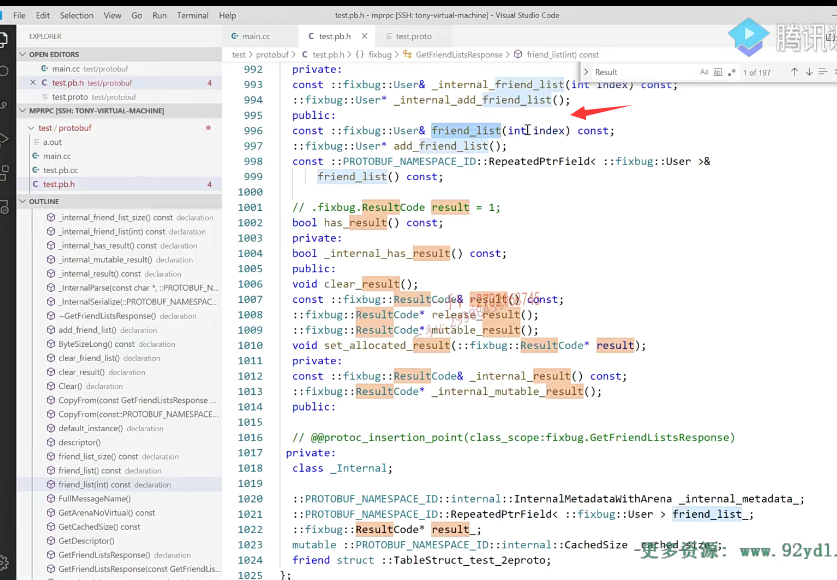 File Edit Selection View Go Run Terminal Help
test.pb.h - mprpc [SSH: tony-virtual-machine] - Visual Studio Code
腾讯
EXPLORER
OPEN EDITORS
main.cc test/protobuf
test.pb.h test/protobuf 4
test.proto test/protobuf
MPRPC [SSH: TONY-VIRTUAL-MACHINE]
test/protobuf
a.out
main.cc
test.pb.cc
test.pb.h 4
OUTLINE
_internal_friend_list_size() const declaration
_internal_friend_list(int) const declaration
_internal_has_result() const declaration
_internal_mutable_result() declaration
_internal_result() const declaration
_InternalParse(const char *, ::PROTOBUF_N...
_InternalSerialize(::PROTOBUF_NAMESPAC...
~GetFriendListsResponse() declaration
add_friend_list() declaration
ByteSizeLong() const declaration
clear_friend_list() declaration
clear_result() declaration
Clear() declaration
CopyFrom(const GetFriendListsResponse ...
CopyFrom(const::PROTOBUF_NAMESPACE...
default_instance() declaration
descriptor()
friend_list_size() const declaration
friend_list() const declaration
friend_list(int) const declaration
FullMessageName()
GetArenaNoVirtual() const
GetCachedSize() const
GetDescriptor()
GetFriendListsResponse() declaration
GetFriendListsResponse(const GetFriendLis...
main.cc
test.pb.h
test.proto
test > protobuf > test.pb.h > {} fixbug > GetFriendListsResponse > friend_list(int) const
Result
Aa
1 of 197
992 private:
993 const ::fixbug::User& _internal_friend_list(int index) const;
994 ::fixbug::User* _internal_add_friend_list();
995 public:
996 const ::fixbug::User& friend_list(int index) const;
997 ::fixbug::User* add_friend_list();
998 const ::PROTOBUF_NAMESPACE_ID::RepeatedPtrField< ::fixbug::User >&
999 friend_list() const;
1000
1001 // .fixbug.ResultCode result = 1;
1002 bool has_result() const;
1003 private:
1004 bool _internal_has_result() const;
1005 public:
1006 void clear_result();
1007 const ::fixbug::ResultCode& result() const;
1008 ::fixbug::ResultCode* release_result();
1009 ::fixbug::ResultCode* mutable_result();
1010 void set_allocated_result(::fixbug::ResultCode* result);
1011 private:
1012 const ::fixbug::ResultCode& _internal_result() const;
1013 ::fixbug::ResultCode* _internal_mutable_result();
1014 public:
1015
1016 // @@protoc_insertion_point(class_scope:fixbug.GetFriendListsResponse)
1017 private:
1018 class _Internal;
1019
1020 ::PROTOBUF_NAMESPACE_ID::internal::InternalMetadataWithArena _internal_metadata_;
1021 ::PROTOBUF_NAMESPACE_ID::RepeatedPtrField< ::fixbug::User > friend_list_;
1022 ::fixbug::ResultCode* result_;
1023 mutable ::PROTOBUF_NAMESPACE_ID::internal::CachedSize _cached_size_;
1024 friend struct ::TableStruct_test_2eproto;
1025 };
更多资源: www.92yd1.